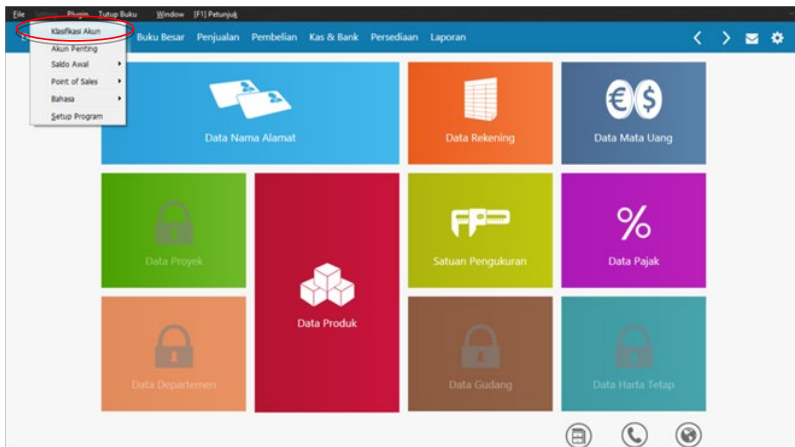 File Plugin Tutup Buku Window [F1] Petunjuk
Buku Besar Penjualan Pembelian Kas & Bank Persediaan Laporan
Klasifikasi Akun
Akun Penting
Saldo Awal
Point of Sales
Bahasa
Setup Program
Data Nama Alamat
Data Rekening
€ $
Data Mata Uang
Data Proyek
Data Produk
Satuan Pengukuran
%
Data Pajak
Data Departemen
Data Gudang
Data Harta Tetap